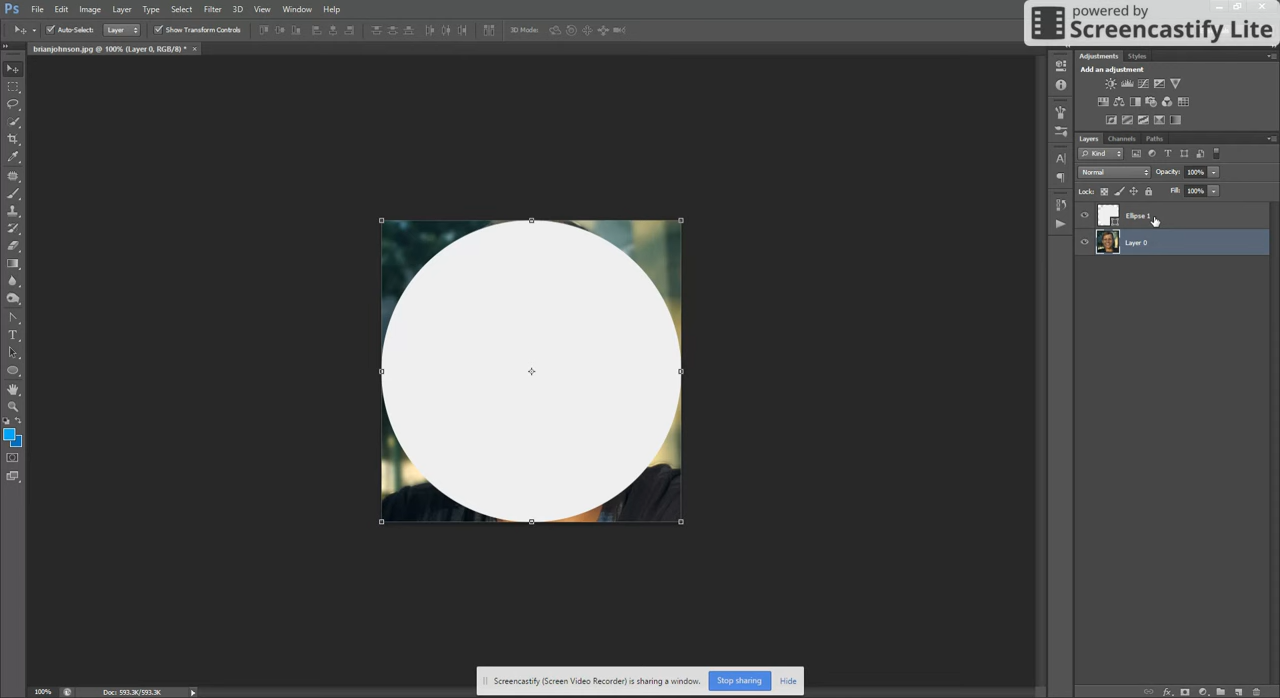 Ps File Edit Image Layer Type Select Filter 3D View Window Help
powered by
Screencastify Lite
Auto-Select: Layer Show Transform Controls 3D Mode:
brianjohnson.jpg @ 100% (Layer 0, RGB/8) * ×
Adjustments Styles
Add an adjustment
Layers Channels Paths
Kind
Normal Opacity: 100%
Lock: Fill: 100%
Ellipse 1
Layer 0
Screencastify (Screen Video Recorder) is sharing a window. Stop sharing Hide
100% Doc: 593.3K/593.3K